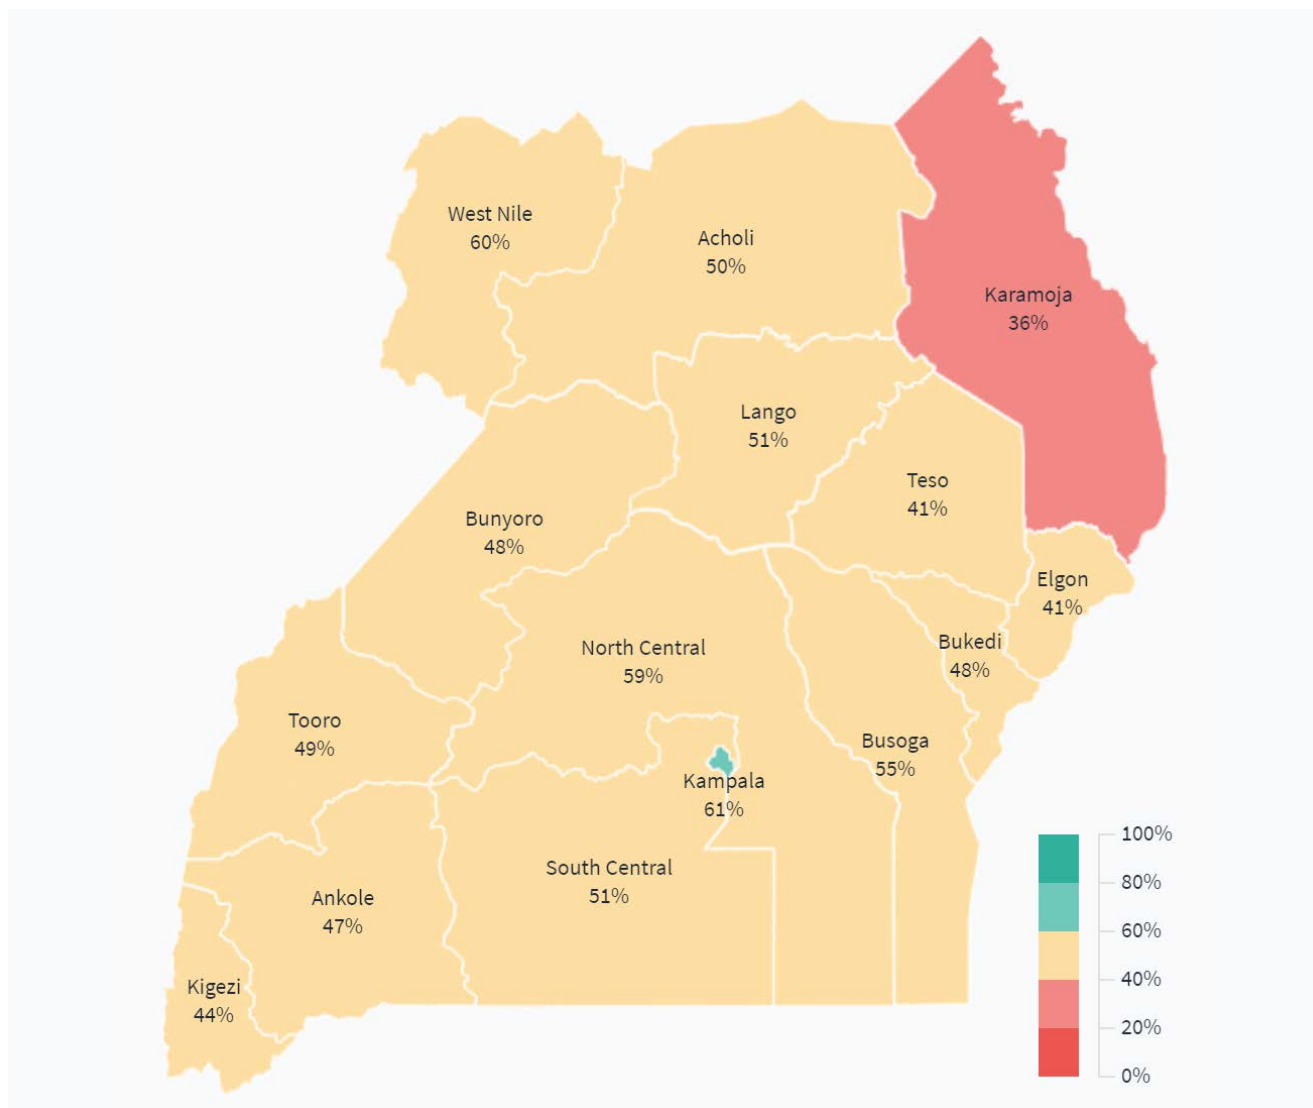 West Nile
60%
Acholi
50%
Karamoja
36%
Lango
51%
Teso
41%
Bunyoro
48%
Elgon
41%
North Central
59%
Bukedi
48%
Tooro
49%
Busoga
55%
Kampala
61%
South Central
51%
Ankole
47%
Kigezi
44%
100%
80%
60%
40%
20%
0%